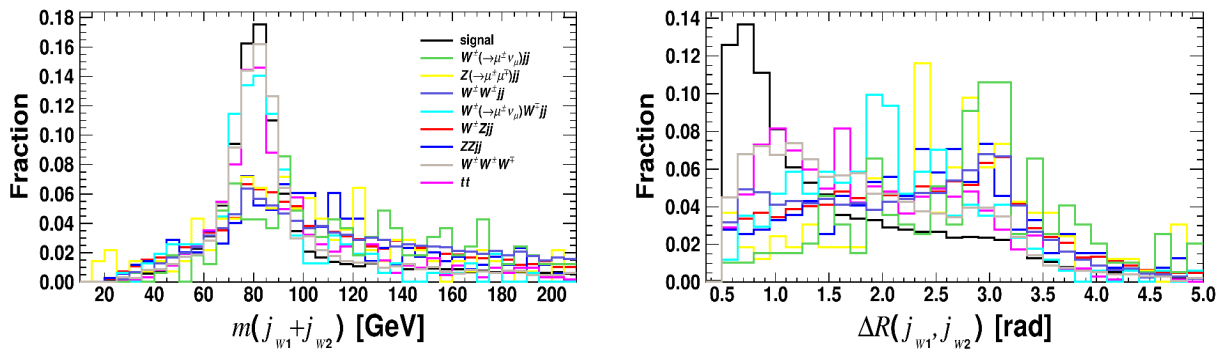 Fraction
0.18
0.16
0.14
0.12
0.10
0.08
0.06
0.04
0.02
0.00
signal
W±(→μ±νμ)jj
Z(→μ±μ∓)jj
W±W±jj
W±(→μ±νμ)W∓jj
W±Zjj
ZZjj
W±W±W∓
tt
20 40 60 80 100 120 140 160 180 200
m(jW1+jW2) [GeV]
Fraction
0.14
0.12
0.10
0.08
0.06
0.04
0.02
0.00
0.5 1.0 1.5 2.0 2.5 3.0 3.5 4.0 4.5 5.0
ΔR(jW1,jW2) [rad]